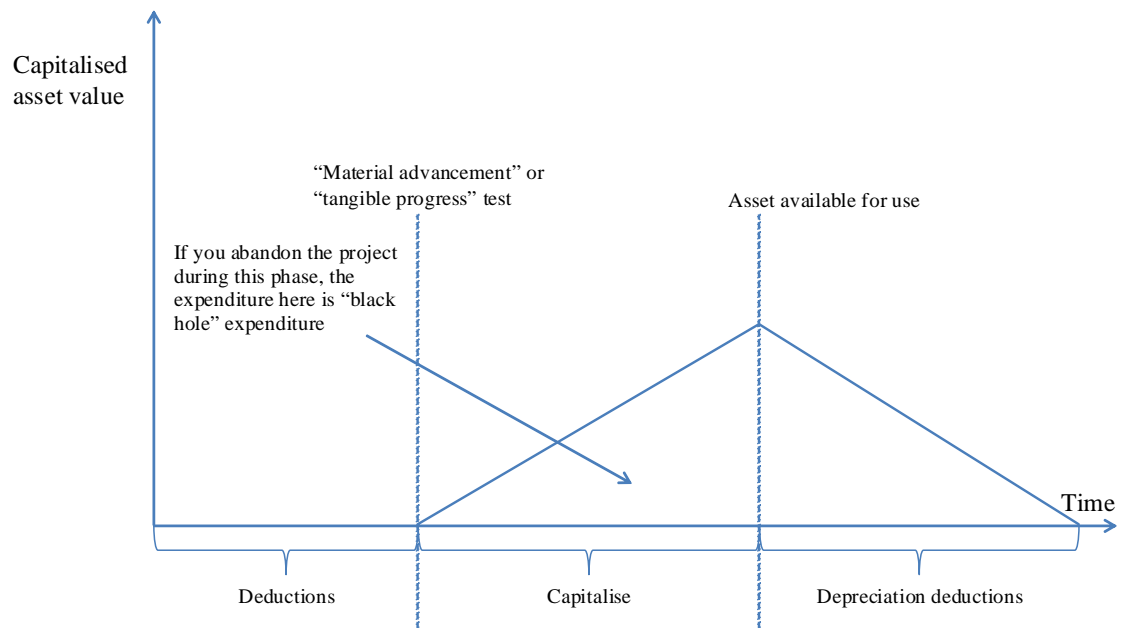 Capitalised
asset value
“Material advancement” or
“tangible progress” test
Asset available for use
If you abandon the project
during this phase, the
expenditure here is “black
hole” expenditure
Time
Deductions
Capitalise
Depreciation deductions